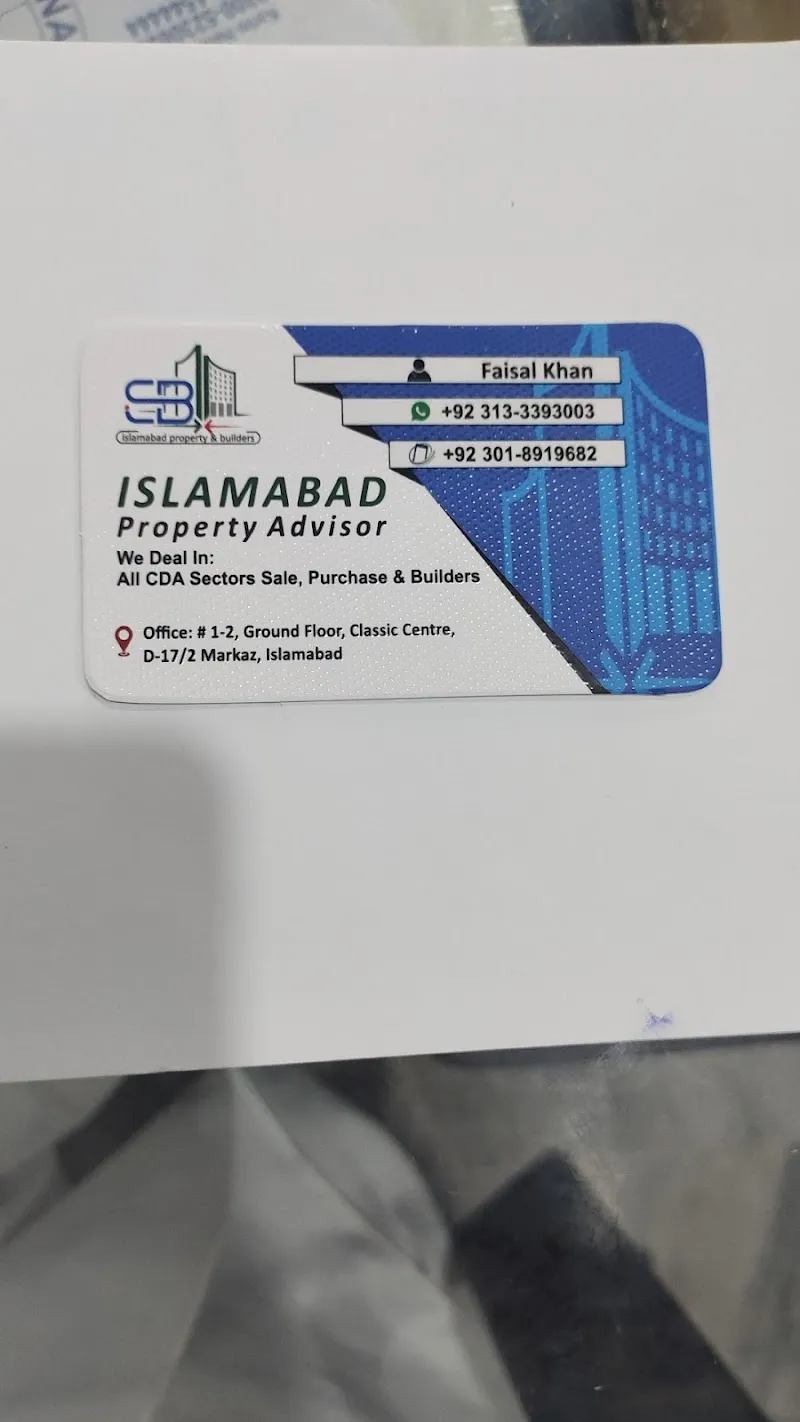 SB
islamabad property & builders
Faisal Khan
+92 313-3393003
+92 301-8919682
ISLAMABAD
Property Advisor
We Deal In:
All CDA Sectors Sale, Purchase & Builders
Office: # 1-2, Ground Floor, Classic Centre,
D-17/2 Markaz, Islamabad